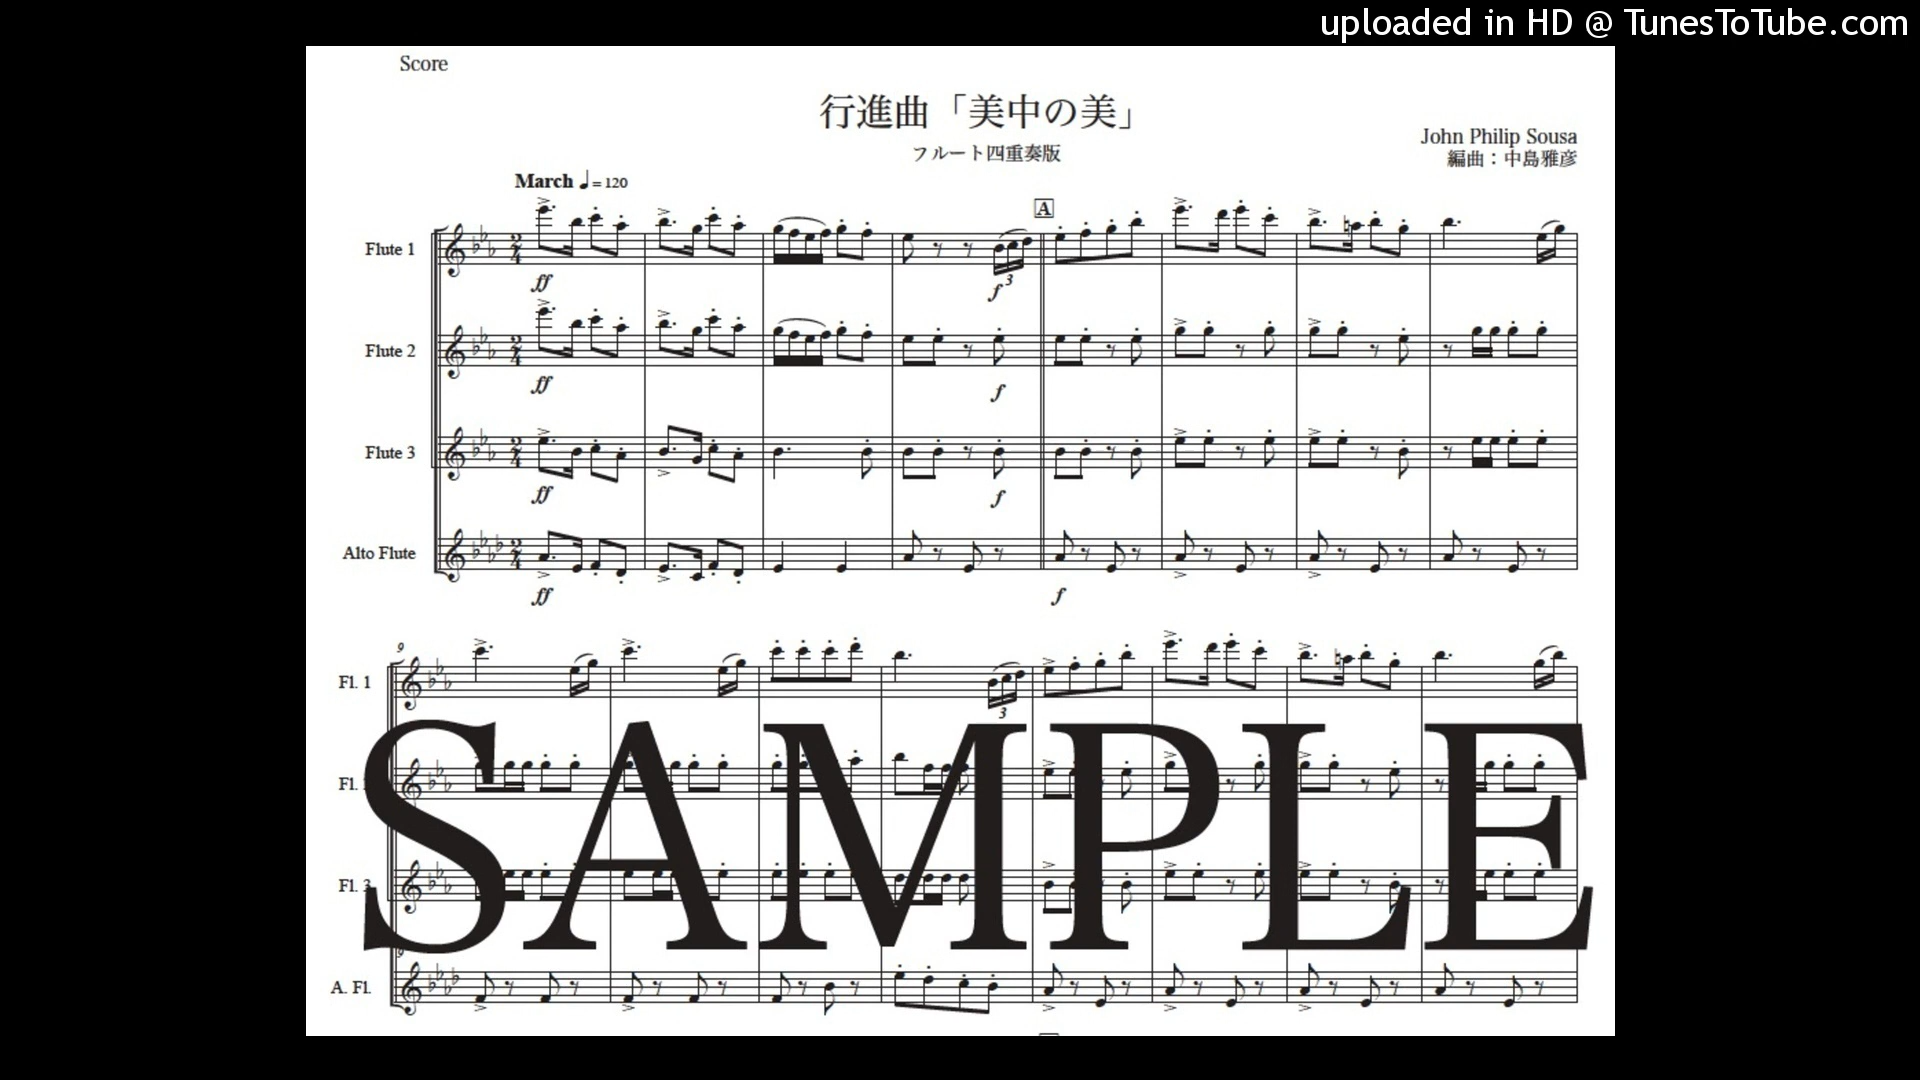 uploaded in HD @ TunesToTube.com
Score
行進曲「美中の美」
フルート四重奏版
John Philip Sousa
編曲：中島雅彦
March ♩= 120
A
Flute 1
ff
3
f
Flute 2
ff
f
Flute 3
ff
f
Alto Flute
ff
f
9
Fl. 1
3
Fl.
Fl. 3
9
A. Fl.
SAMPLE